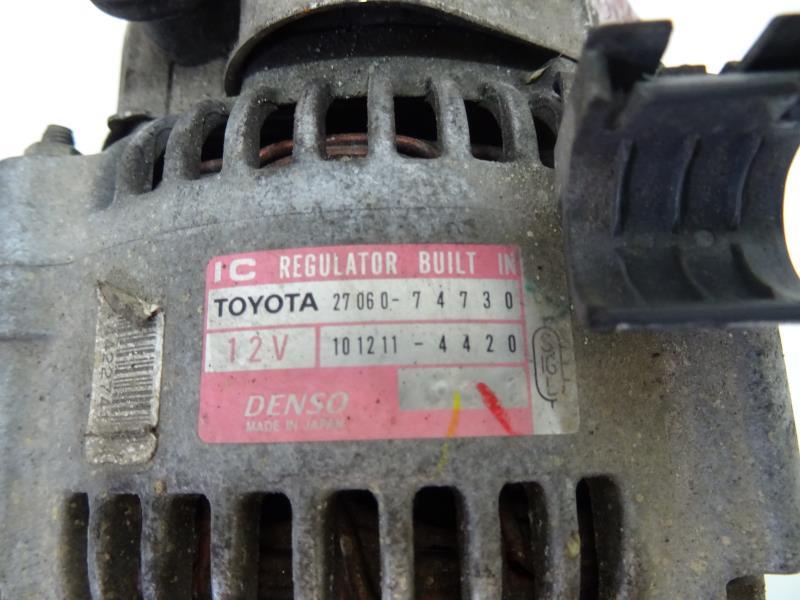 IC REGULATOR BUILT IN
TOYOTA 27060-74730
12V 101211-4420
DENSO
MADE IN JAPAN